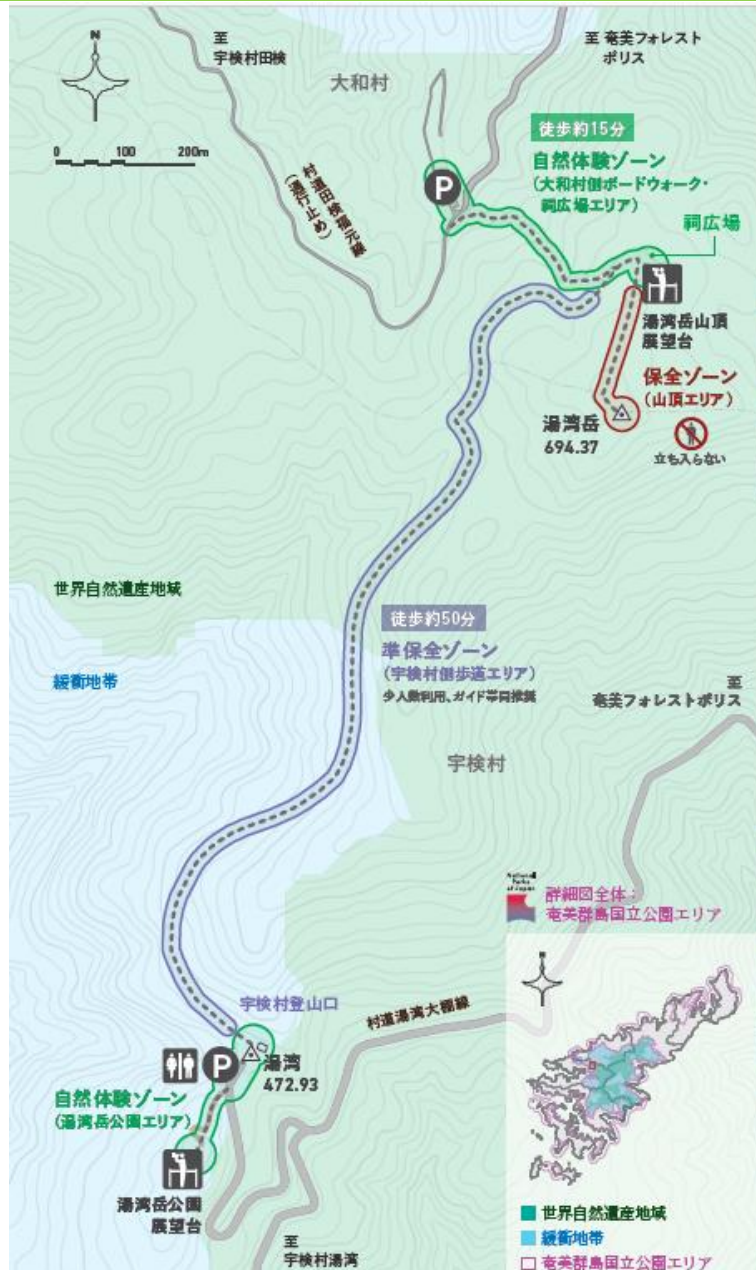 N
0 100 200m
至
宇検村田検
大和村
至 奄美フォレスト
ポリス
村道田検福元線
(通行止め)
P
徒歩約15分
自然体験ゾーン
(大和村側ボードウォーク・
祠広場エリア)
祠広場
湯湾岳山頂
展望台
保全ゾーン
(山頂エリア)
立ち入らない
湯湾岳
694.37
世界自然遺産地域
緩衝地帯
徒歩約50分
準保全ゾーン
(宇検村側歩道エリア)
少人数利用、ガイド帯同推奨
至
奄美フォレストポリス
宇検村
National
Parks
of Japan
詳細図全体:
奄美群島国立公園エリア
宇検村登山口
村道湯湾大棚線
P
湯湾
472.93
自然体験ゾーン
(湯湾岳公園エリア)
湯湾岳公園
展望台
至
宇検村湯湾
N
世界自然遺産地域
緩衝地帯
奄美群島国立公園エリア